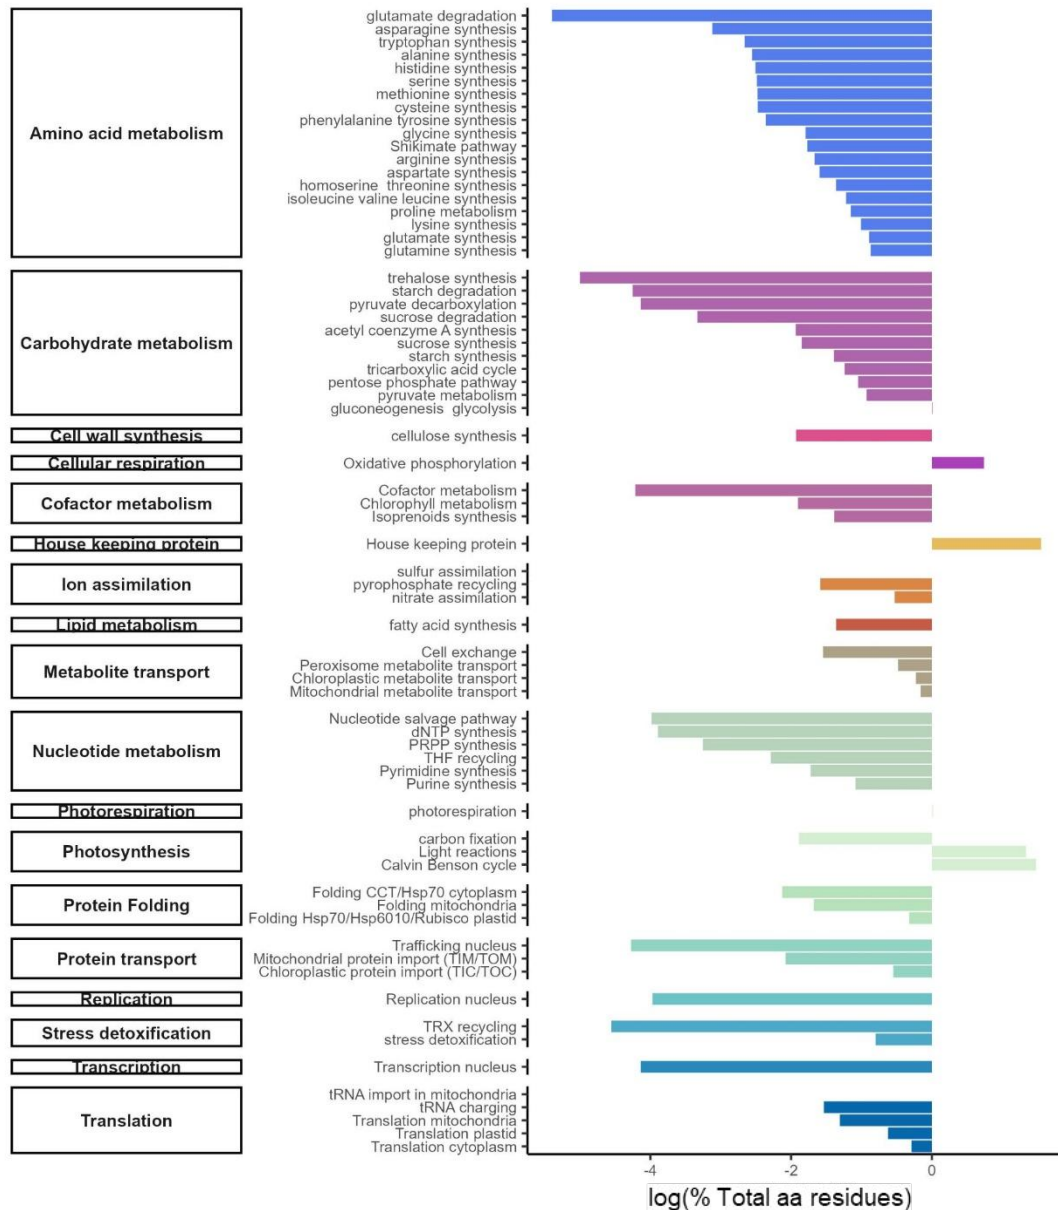 Amino acid metabolism
glutamate degradation
asparagine synthesis
tryptophan synthesis
alanine synthesis
histidine synthesis
serine synthesis
methionine synthesis
cysteine synthesis
phenylalanine tyrosine synthesis
glycine synthesis
Shikimate pathway
arginine synthesis
aspartate synthesis
homoserine threonine synthesis
isoleucine valine leucine synthesis
proline metabolism
lysine synthesis
glutamate synthesis
glutamine synthesis
Carbohydrate metabolism
trehalose synthesis
starch degradation
pyruvate decarboxylation
sucrose degradation
acetyl coenzyme A synthesis
sucrose synthesis
starch synthesis
tricarboxylic acid cycle
pentose phosphate pathway
pyruvate metabolism
gluconeogenesis glycolysis
Cell wall synthesis
cellulose synthesis
Cellular respiration
Oxidative phosphorylation
Cofactor metabolism
Cofactor metabolism
Chlorophyll metabolism
Isoprenoids synthesis
House keeping protein
House keeping protein
Ion assimilation
sulfur assimilation
pyrophosphate recycling
nitrate assimilation
Lipid metabolism
fatty acid synthesis
Metabolite transport
Cell exchange
Peroxisome metabolite transport
Chloroplastic metabolite transport
Mitochondrial metabolite transport
Nucleotide metabolism
Nucleotide salvage pathway
dNTP synthesis
PRPP synthesis
THF recycling
Pyrimidine synthesis
Purine synthesis
Photorespiration
photorespiration
Photosynthesis
carbon fixation
Light reactions
Calvin Benson cycle
Protein Folding
Folding CCT/Hsp70 cytoplasm
Folding mitochondria
Folding Hsp70/Hsp6010/Rubisco plastid
Protein transport
Trafficking nucleus
Mitochondrial protein import (TIM/TOM)
Chloroplastic protein import (TIC/TOC)
Replication
Replication nucleus
Stress detoxification
TRX recycling
stress detoxification
Transcription
Transcription nucleus
Translation
tRNA import in mitochondria
tRNA charging
Translation mitochondria
Translation plastid
Translation cytoplasm
-4 -2 0
log(% Total aa residues)